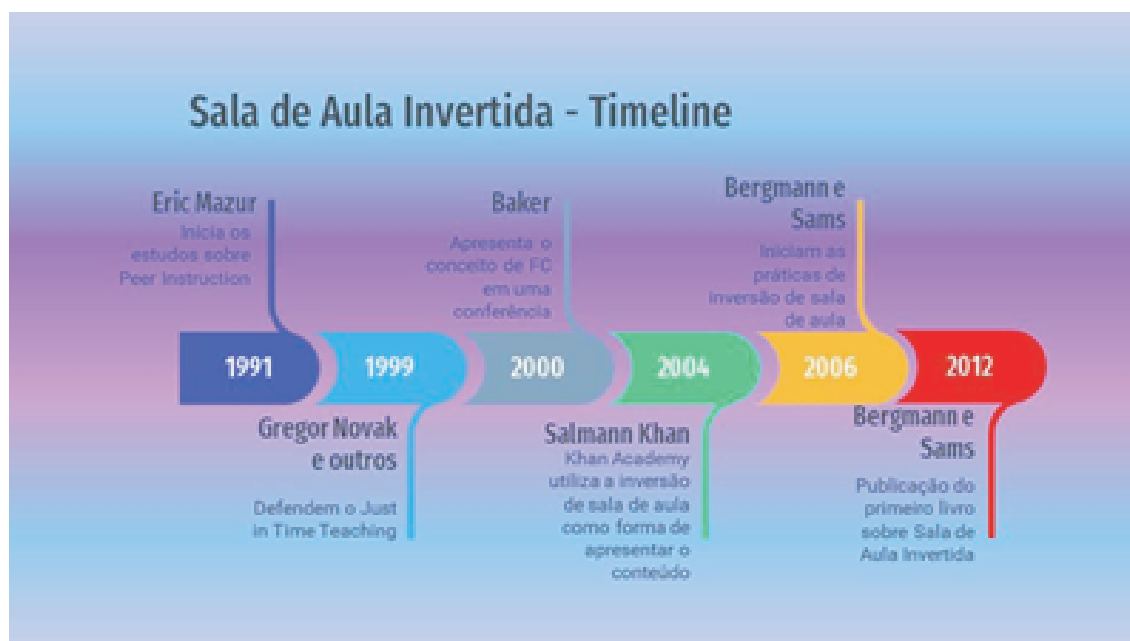 Sala de Aula Invertida - Timeline
Eric Mazur
Inicia os
estudos sobre
Peer Instruction
Baker
Apresenta o
conceito de FC
em uma
conferência
Bergmann e
Sams
Iniciam as
práticas de
inversão de sala
de aula
1991
1999
2000
2004
2006
2012
Gregor Novak
e outros
Defendem o Just
in Time Teaching
Salmann Khan
Khan Academy
utiliza a inversão
de sala de aula
como forma de
apresentar o
conteúdo
Bergmann e
Sams
Publicação do
primeiro livro
sobre Sala de
Aula Invertida